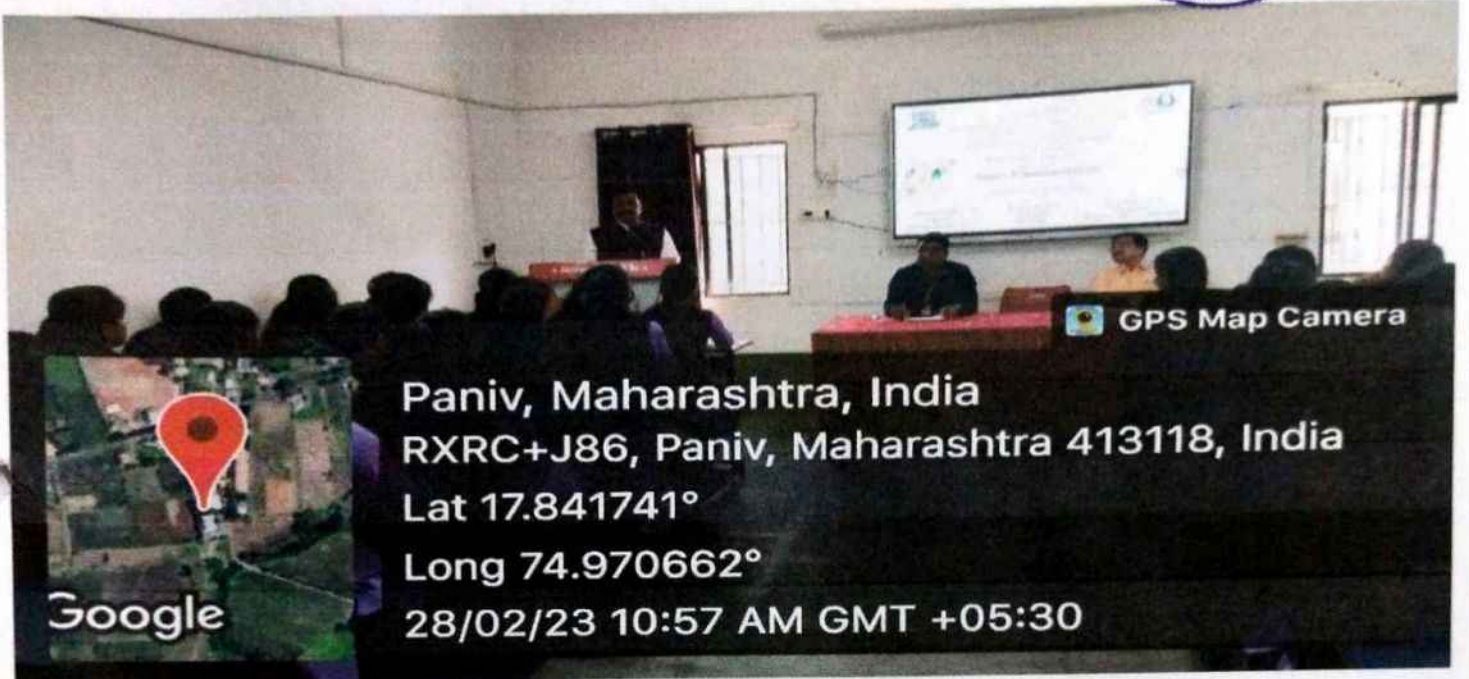 GPS Map Camera
Paniv, Maharashtra, India
RXRC+J86, Paniv, Maharashtra 413118, India
Lat 17.841741°
Long 74.970662°
28/02/23 10:57 AM GMT +05:30
Google